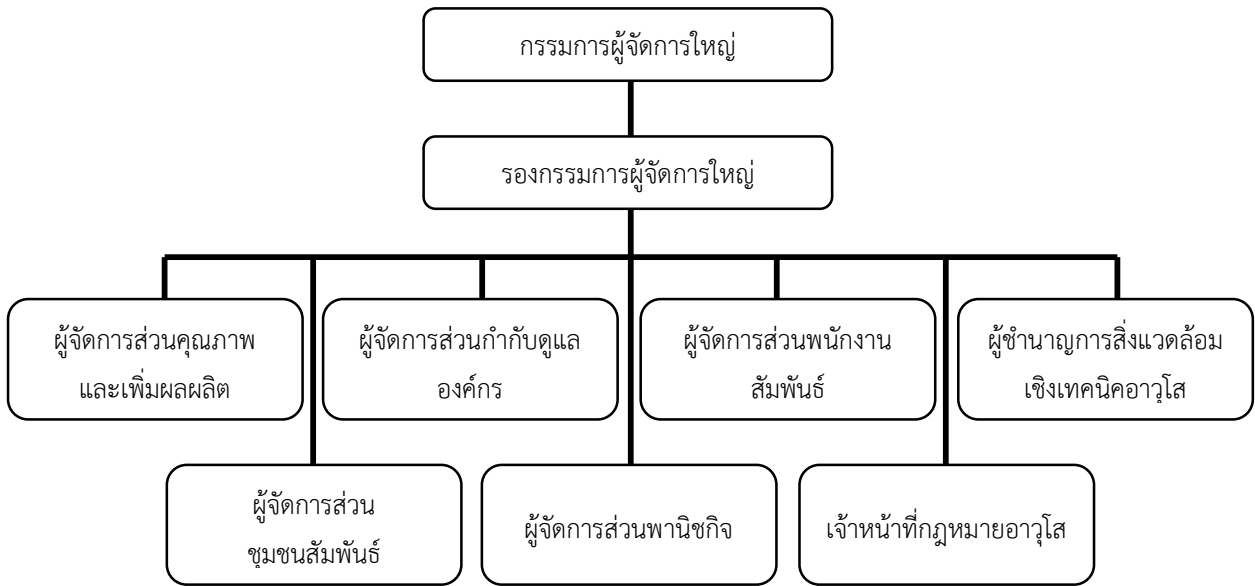 กรรมการผู้จัดการใหญ่
รองกรรมการผู้จัดการใหญ่
ผู้จัดการส่วนคุณภาพ
และเพิ่มผลผลิต
ผู้จัดการส่วนกำกับดูแล
องค์กร
ผู้จัดการส่วนพนักงาน
สัมพันธ์
ผู้ชำนาญการสิ่งแวดล้อม
เชิงเทคนิคอาวุโส
ผู้จัดการส่วน
ชุมชนสัมพันธ์
ผู้จัดการส่วนพานิชกิจ
เจ้าหน้าที่กฎหมายอาวุโส